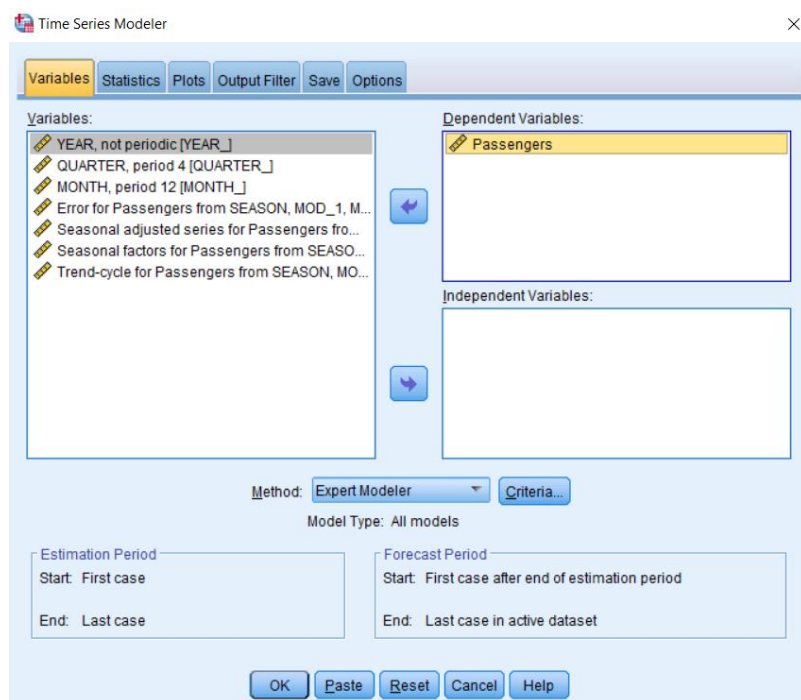 Time Series Modeler
Variables Statistics Plots Output Filter Save Options
Variables:
YEAR, not periodic [YEAR_]
QUARTER, period 4 [QUARTER_]
MONTH, period 12 [MONTH_]
Error for Passengers from SEASON, MOD_1, M...
Seasonal adjusted series for Passengers fro...
Seasonal factors for Passengers from SEASO...
Trend-cycle for Passengers from SEASON, MO...
Dependent Variables:
Passengers
Independent Variables:
Method: Expert Modeler Criteria...
Model Type: All models
Estimation Period
Start: First case
End: Last case
Forecast Period
Start: First case after end of estimation period
End: Last case in active dataset
OK Paste Reset Cancel Help